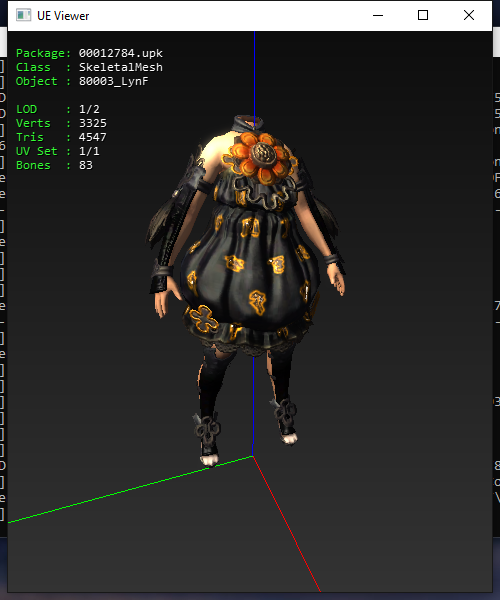 UE Viewer
Package: 00012784.upk
Class  : SkeletalMesh
Object : 80003_LynF
LOD    : 1/2
Verts  : 3325
Tris   : 4547
UV Set : 1/1
Bones  : 83